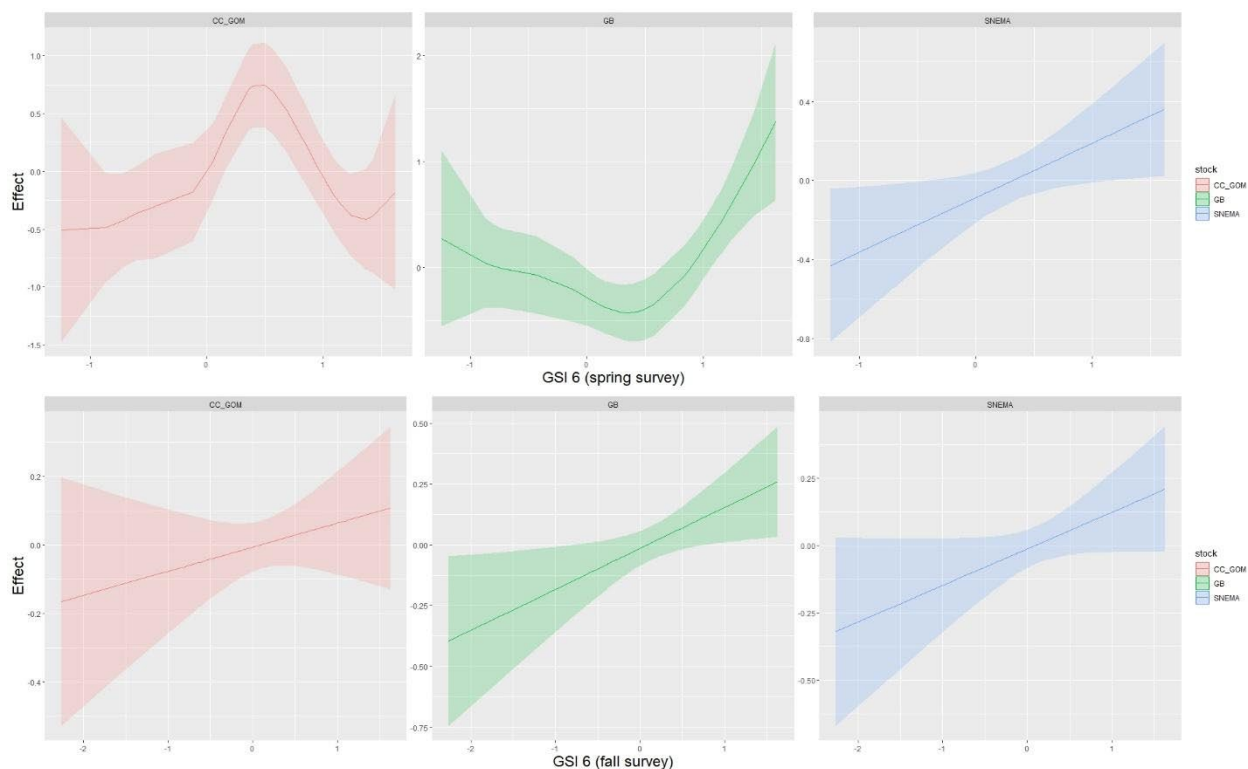 CC_GOM GB SNEMA
1.0
0.5
0.0
-0.5
-1.0
-1.5
Effect
2
1
0
0.4
0.0
-0.4
-0.8
-1 0 1 -1 0 1 -1 0 1
GSI 6 (spring survey)
stock
CC_GOM
GB
SNEMA
CC_GOM GB SNEMA
0.2
0.0
-0.2
-0.4
Effect
0.50
0.25
0.00
-0.25
-0.50
-0.75
0.25
0.00
-0.25
-0.50
-2 -1 0 1 -2 -1 0 1 -2 -1 0 1
GSI 6 (fall survey)
stock
CC_GOM
GB
SNEMA